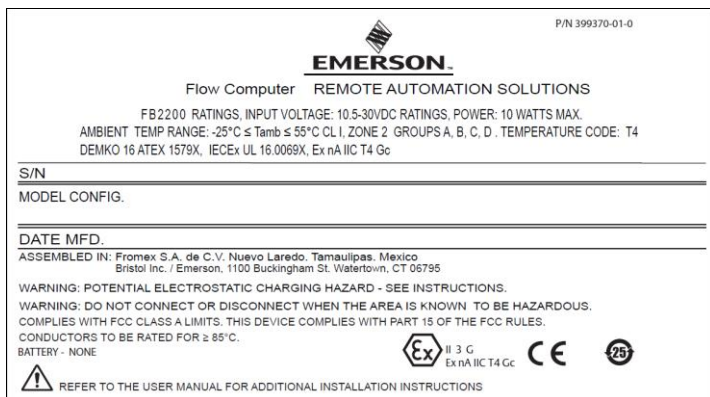 P/N 399370-01-0
EMERSON™
Flow Computer REMOTE AUTOMATION SOLUTIONS
FB2200 RATINGS, INPUT VOLTAGE: 10.5-30VDC RATINGS, POWER: 10 WATTS MAX.
AMBIENT TEMP RANGE: -25°C ≤ Tamb ≤ 55°C CL I, ZONE 2 GROUPS A, B, C, D . TEMPERATURE CODE: T4
DEMKO 16 ATEX 1579X, IECEx UL 16.0069X, Ex nA IIC T4 Gc
S/N
MODEL CONFIG.
DATE MFD.
ASSEMBLED IN: Fromex S.A. de C.V. Nuevo Laredo. Tamaulipas. Mexico
Bristol Inc. / Emerson, 1100 Buckingham St. Watertown, CT 06795
WARNING: POTENTIAL ELECTROSTATIC CHARGING HAZARD - SEE INSTRUCTIONS.
WARNING: DO NOT CONNECT OR DISCONNECT WHEN THE AREA IS KNOWN TO BE HAZARDOUS.
COMPLIES WITH FCC CLASS A LIMITS. THIS DEVICE COMPLIES WITH PART 15 OF THE FCC RULES.
CONDUCTORS TO BE RATED FOR ≥ 85°C.
BATTERY - NONE
Ex II 3 G
Ex nA IIC T4 Gc
CE
25
REFER TO THE USER MANUAL FOR ADDITIONAL INSTALLATION INSTRUCTIONS